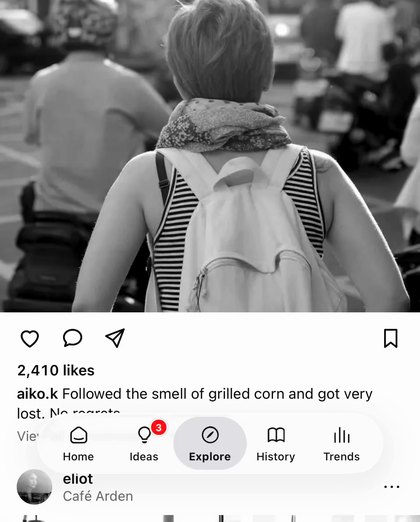 2,410 likes
aiko.k Followed the smell of grilled corn and got very
lost. No regrets.
3
Home
Ideas
Explore
History
Trends
eliot
Café Arden